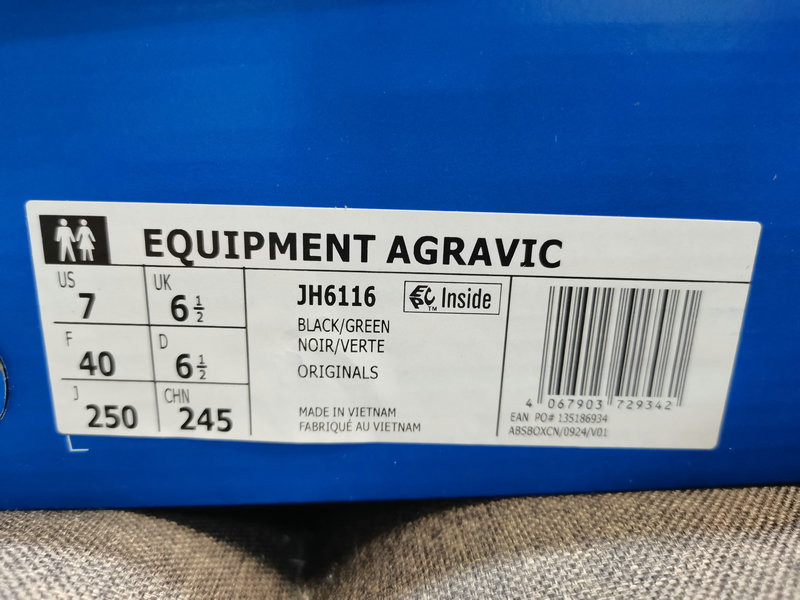 EQUIPMENT AGRAVIC
US 7
UK 6 1/2
F 40
D 6 1/2
J 250
CHN 245
JH6116
EQT™ Inside
BLACK/GREEN
NOIR/VERTE
ORIGINALS
MADE IN VIETNAM
FABRIQUÉ AU VIETNAM
4 067903 729342
EAN PO# 135186934
ABSBOXCN/0924/V01